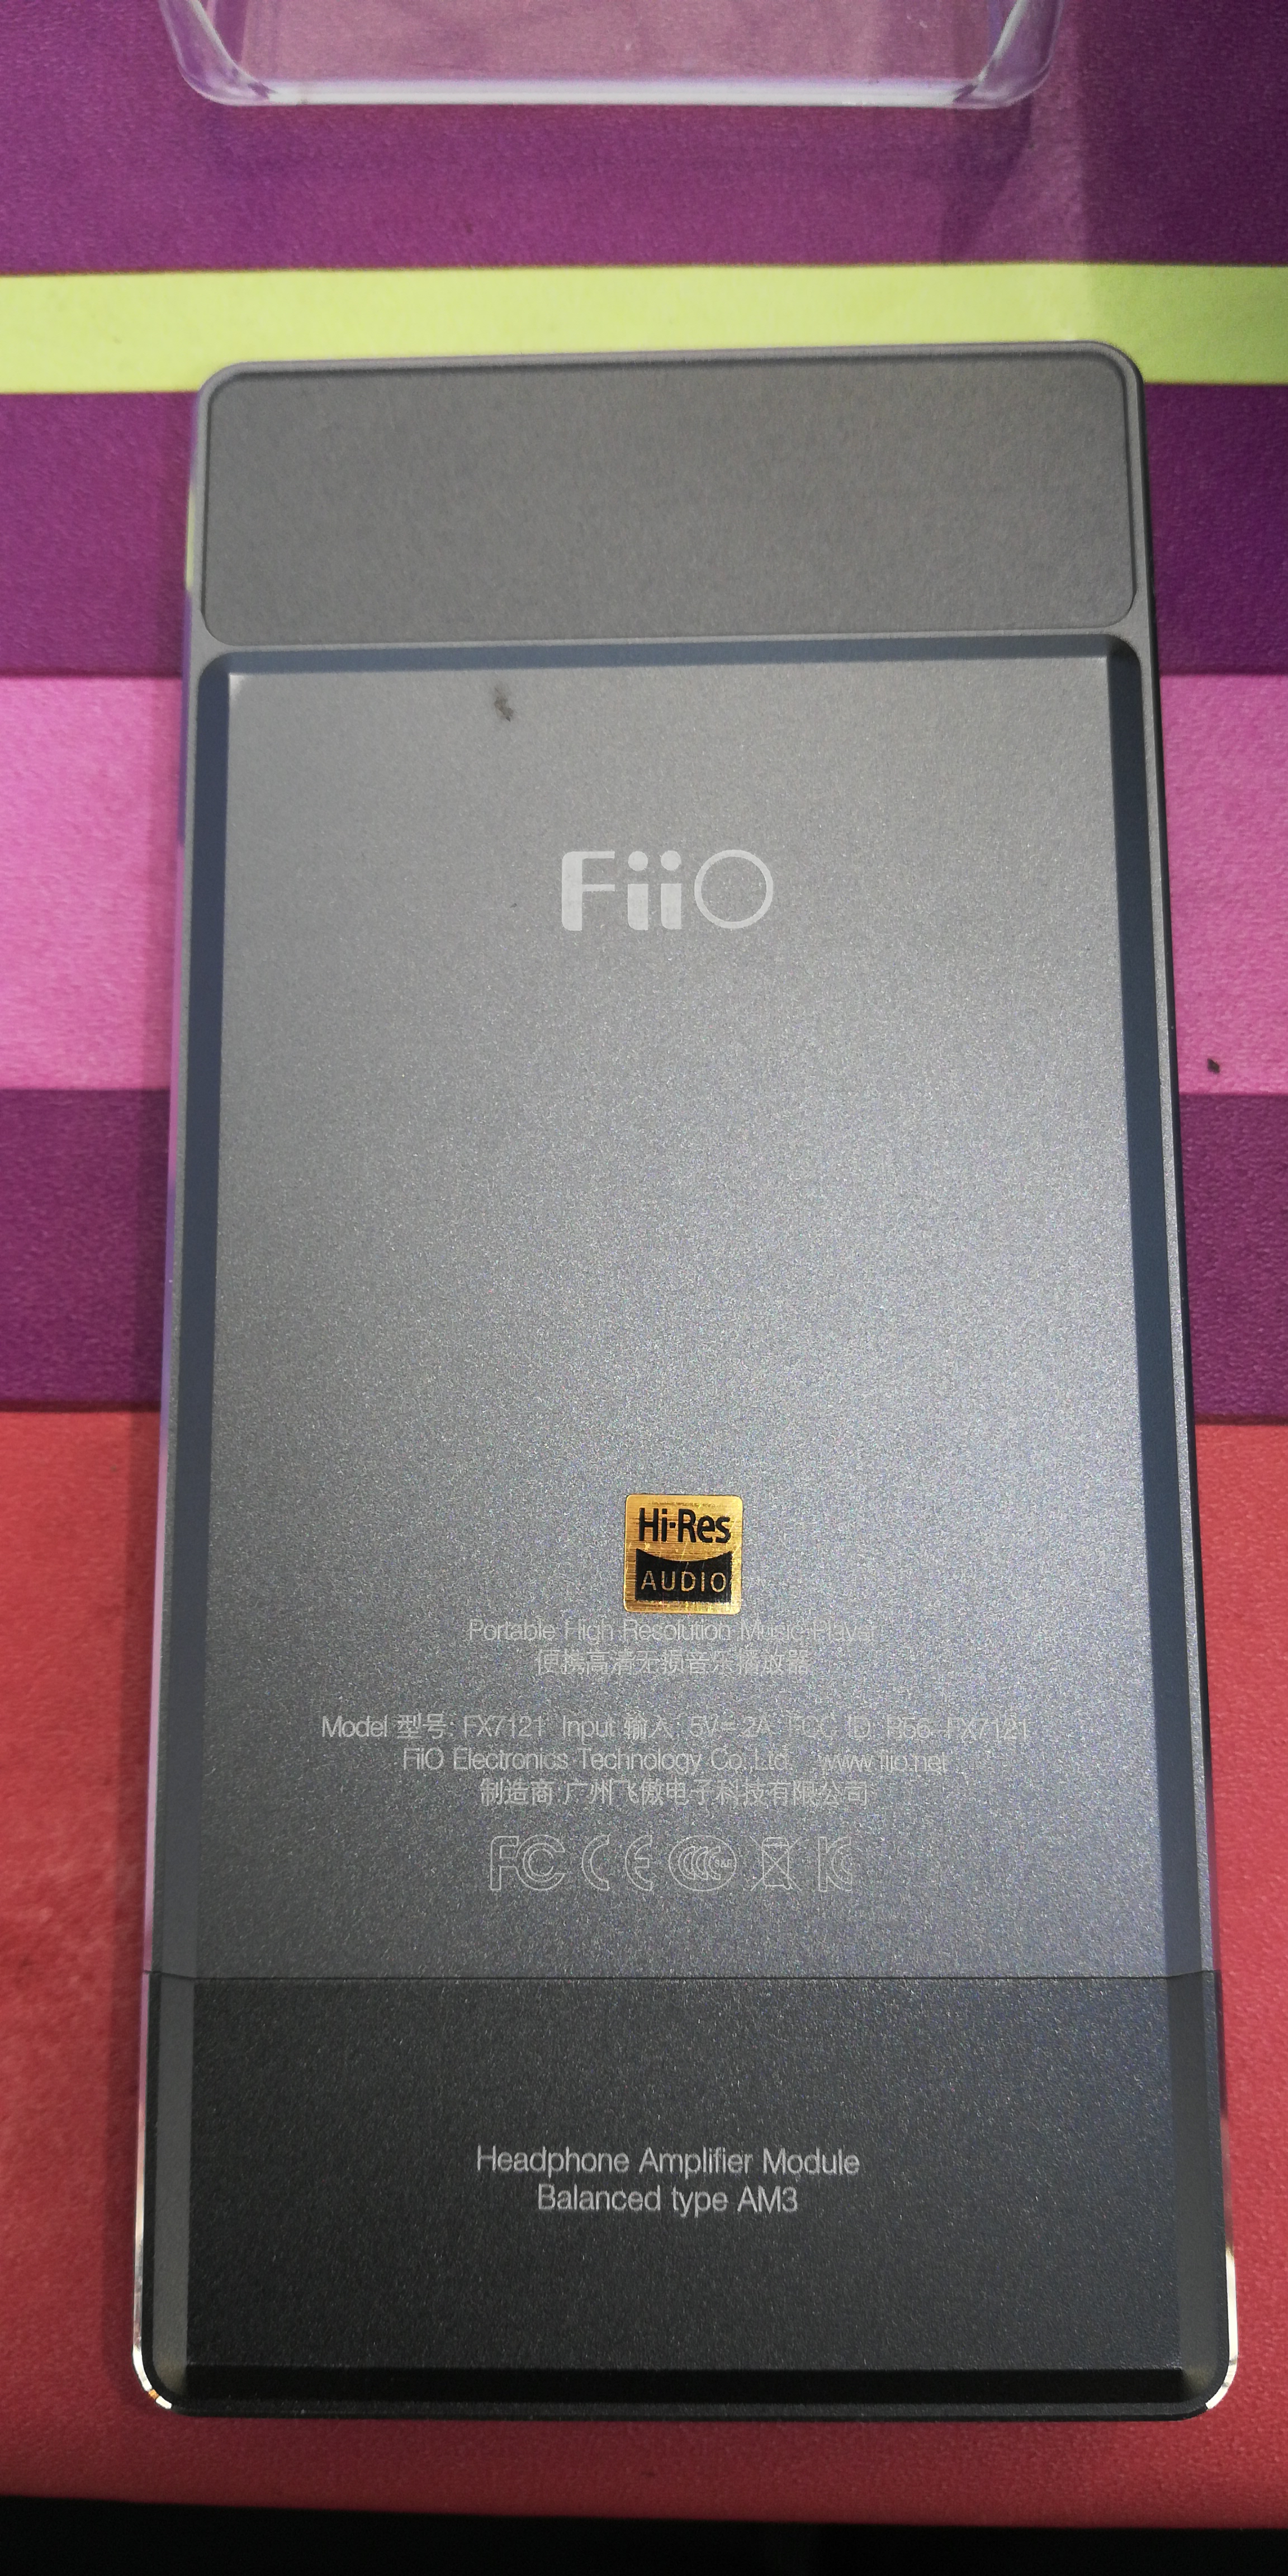 FiiO
Hi-Res
AUDIO
Portable High Resolution Music Player
便携高清无损音乐播放器
Model 型号: FX7121 Input 输入: 5V⎓2A FCC ID: FX7121
FiiO Electronics Technology Co.,Ltd. www.fiio.net
制造商:广州飞傲电子科技有限公司
FC CE
Headphone Amplifier Module
Balanced type AM3